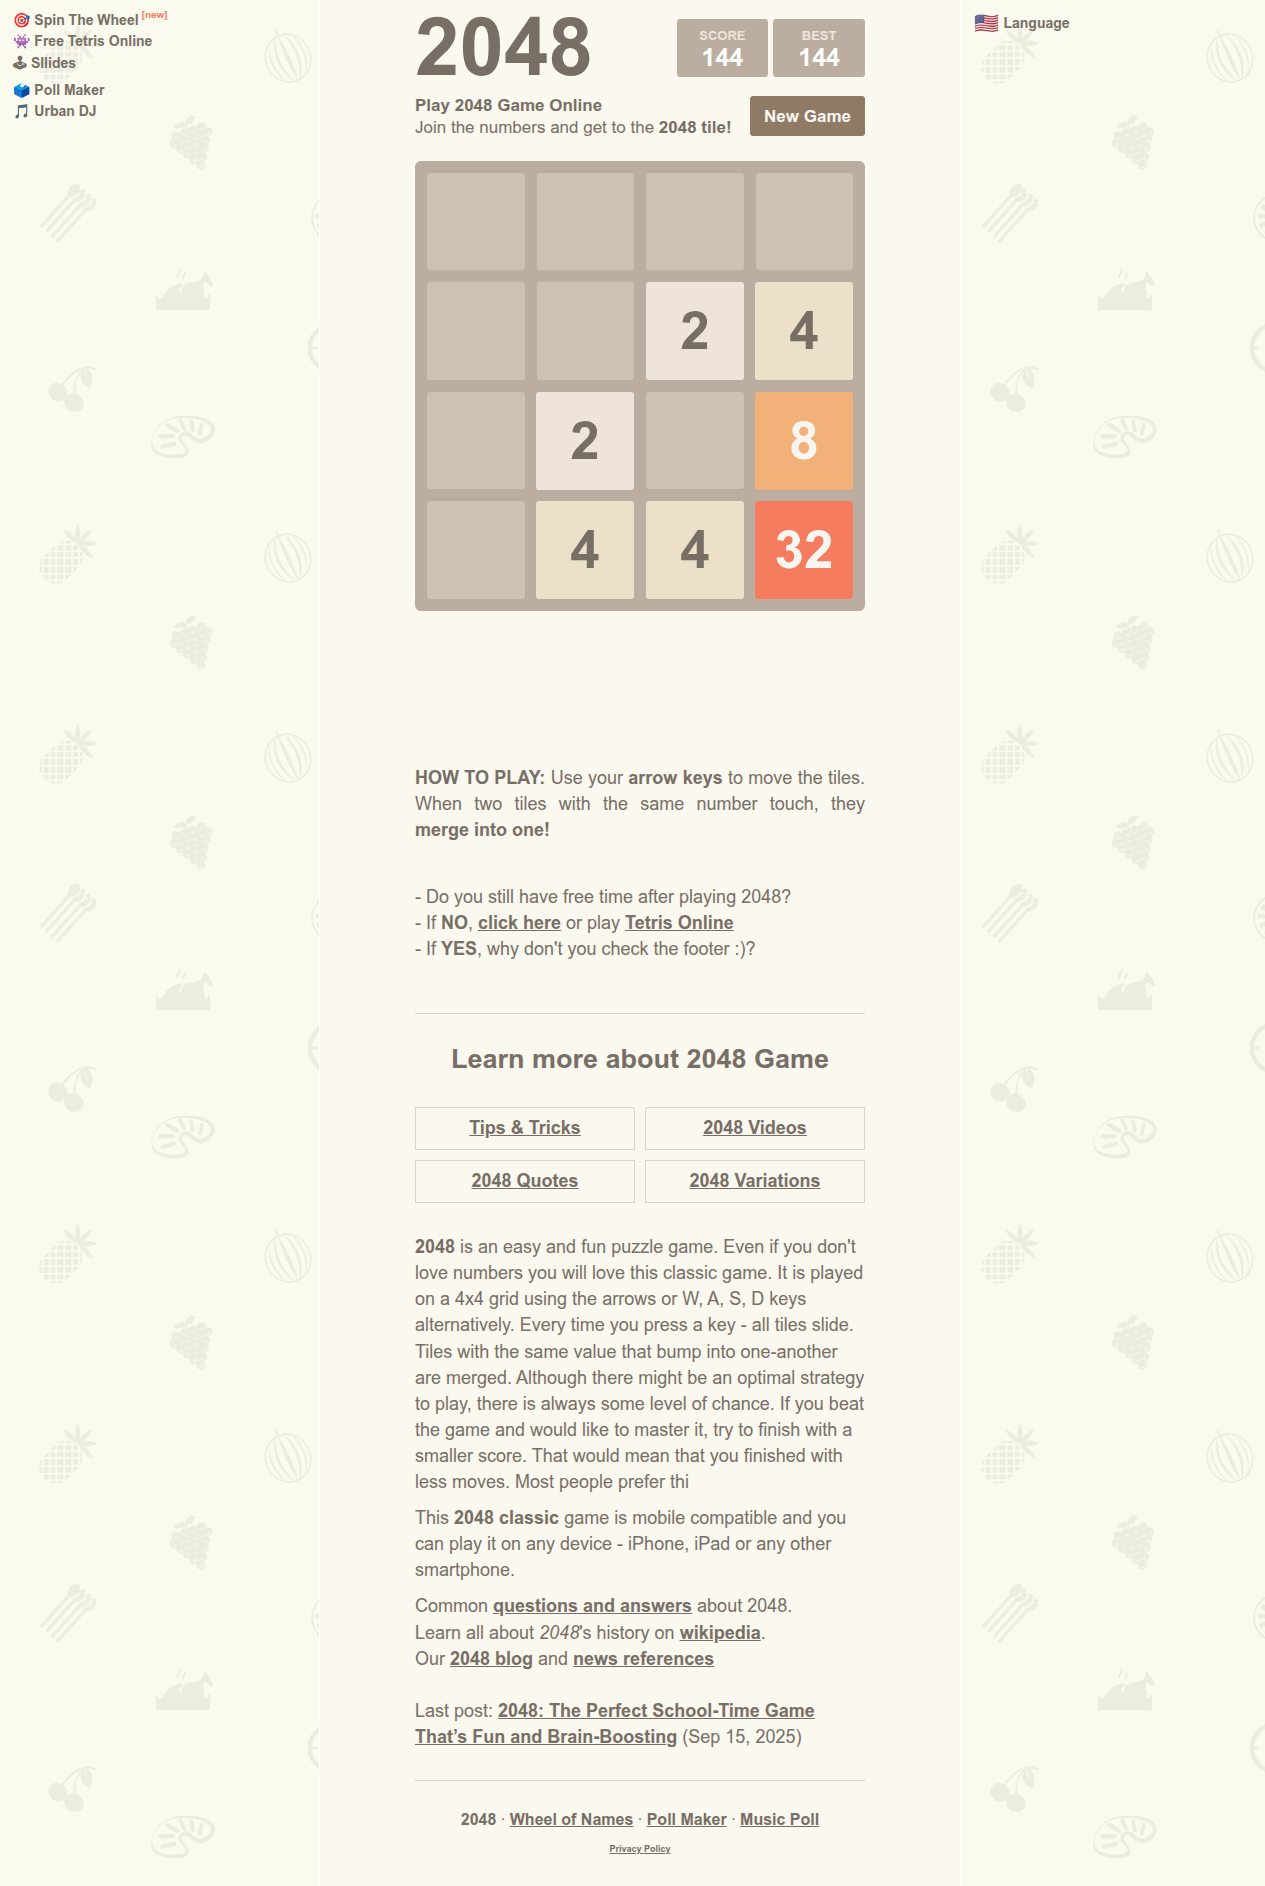 🎯 Spin The Wheel [new]
👾 Free Tetris Online
🕹 Sllides
🗳 Poll Maker
🎵 Urban DJ
🇺🇸 Language
2048
SCORE
144
BEST
144
Play 2048 Game Online
Join the numbers and get to the 2048 tile!
New Game
2 4
2 8
4 4 32
HOW TO PLAY: Use your arrow keys to move the tiles.
When two tiles with the same number touch, they
merge into one!
- Do you still have free time after playing 2048?
- If NO, click here or play Tetris Online
- If YES, why don't you check the footer :)?
Learn more about 2048 Game
Tips & Tricks
2048 Videos
2048 Quotes
2048 Variations
2048 is an easy and fun puzzle game. Even if you don't
love numbers you will love this classic game. It is played
on a 4x4 grid using the arrows or W, A, S, D keys
alternatively. Every time you press a key - all tiles slide.
Tiles with the same value that bump into one-another
are merged. Although there might be an optimal strategy
to play, there is always some level of chance. If you beat
the game and would like to master it, try to finish with a
smaller score. That would mean that you finished with
less moves. Most people prefer thi
This 2048 classic game is mobile compatible and you
can play it on any device - iPhone, iPad or any other
smartphone.
Common questions and answers about 2048.
Learn all about 2048's history on wikipedia.
Our 2048 blog and news references
Last post: 2048: The Perfect School-Time Game
That’s Fun and Brain-Boosting (Sep 15, 2025)
2048 · Wheel of Names · Poll Maker · Music Poll
Privacy Policy